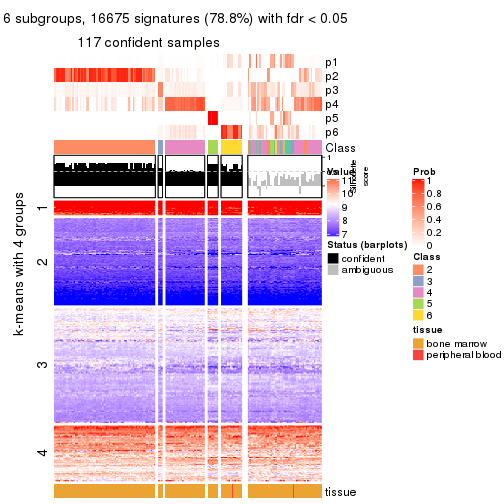 6 subgroups, 16675 signatures (78.8%) with fdr < 0.05
117 confident samples
p1
p2
p3
p4
p5
p6
Class
1
Silhouette
score
Value
11
10
9
8
7
Prob
1
0.8
0.6
0.4
0.2
0
Status (barplots)
confident
ambiguous
Class
2
3
4
5
6
tissue
bone marrow
peripheral blood
k-means with 4 groups
1
2
3
4
tissue